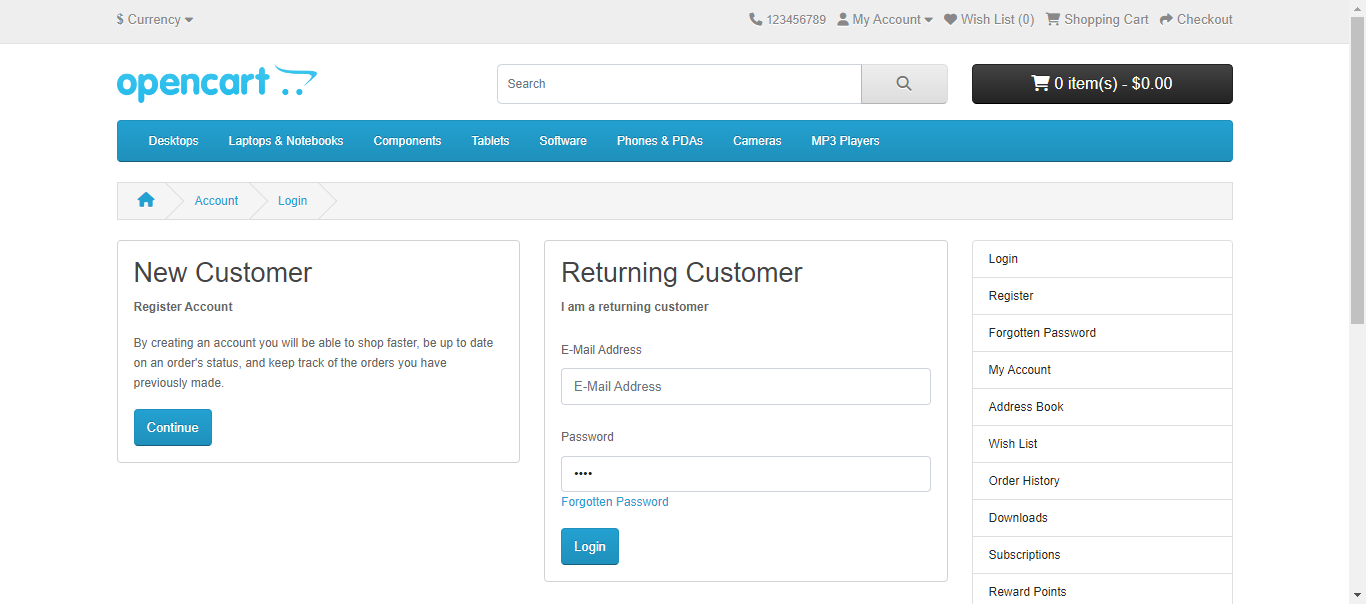 $ Currency
123456789 My Account Wish List (0) Shopping Cart Checkout
opencart
Search
0 item(s) - $0.00
Desktops Laptops & Notebooks Components Tablets Software Phones & PDAs Cameras MP3 Players
Account Login
New Customer
Register Account
By creating an account you will be able to shop faster, be up to date
on an order's status, and keep track of the orders you have
previously made.
Continue
Returning Customer
I am a returning customer
E-Mail Address
E-Mail Address
Password
••••
Forgotten Password
Login
Login
Register
Forgotten Password
My Account
Address Book
Wish List
Order History
Downloads
Subscriptions
Reward Points